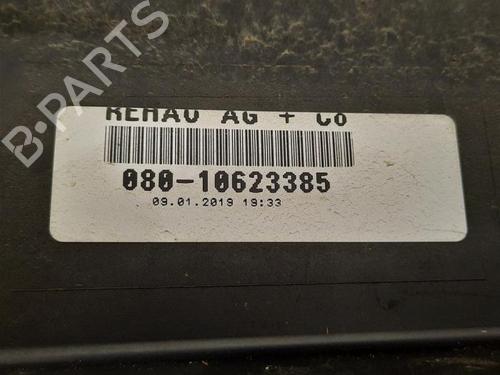 B-PARTS
REHAU AG + Co
080-10623385
09.01.2019 19:33